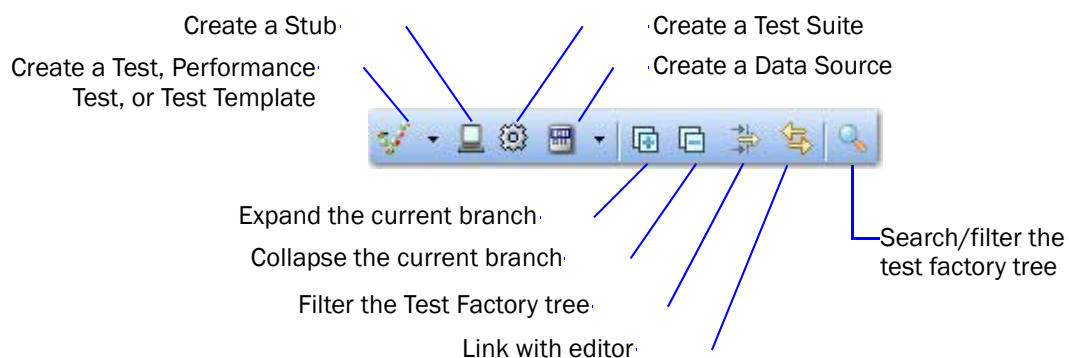 Create a Stub
Create a Test Suite
Create a Test, Performance
Test, or Test Template
Create a Data Source
Expand the current branch
Collapse the current branch
Search/filter the
test factory tree
Filter the Test Factory tree
Link with editor